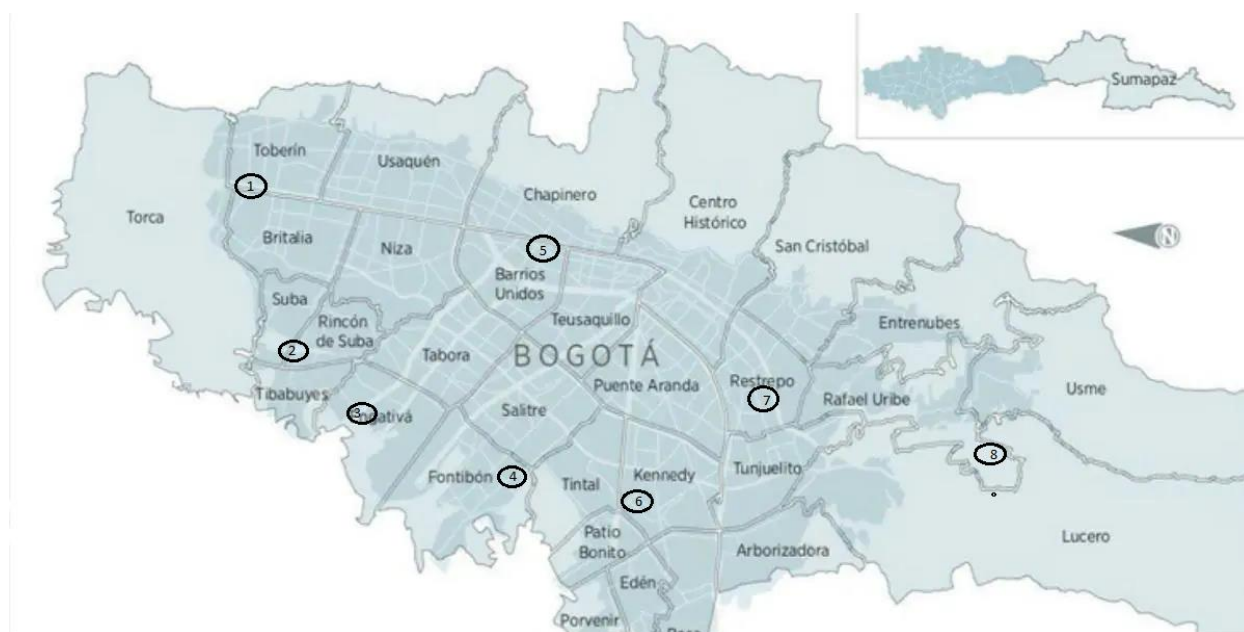 Sumapaz
Toberín
Usaquén
1
Chapinero
Centro
Histórico
Torca
Britalia
Niza
5
San Cristóbal
N
Barrios
Unidos
Suba
Rincón
de Suba
2
Teusaquillo
Entrenubes
Tabora
BOGOTÁ
Puente Aranda
Restrepo
7
Usme
Tibabuyes
Rafael Uribe
3
Salitre
8
Fontibón
4
Tintal
Kennedy
Tunjuelito
6
Patio
Bonito
Arborizadora
Lucero
Edén
Porvenir